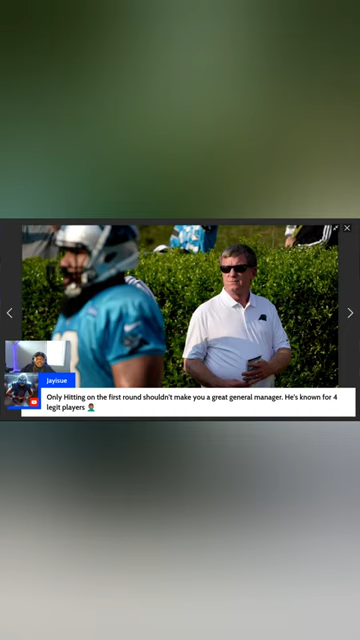 Jayisue
Only Hitting on the first round shouldn't make you a great general manager. He's known for 4
legit players 🤦🏽‍♂️